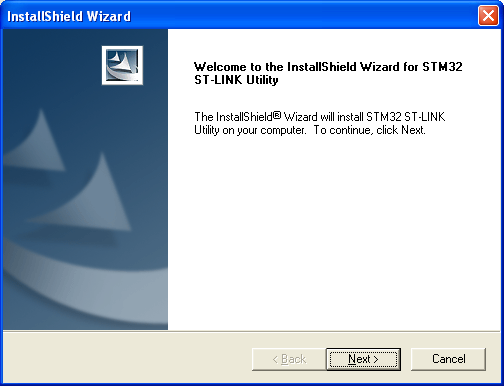 InstallShield Wizard
Welcome to the InstallShield Wizard for STM32
ST-LINK Utility
The InstallShield® Wizard will install STM32 ST-LINK
Utility on your computer. To continue, click Next.
< Back
Next >
Cancel